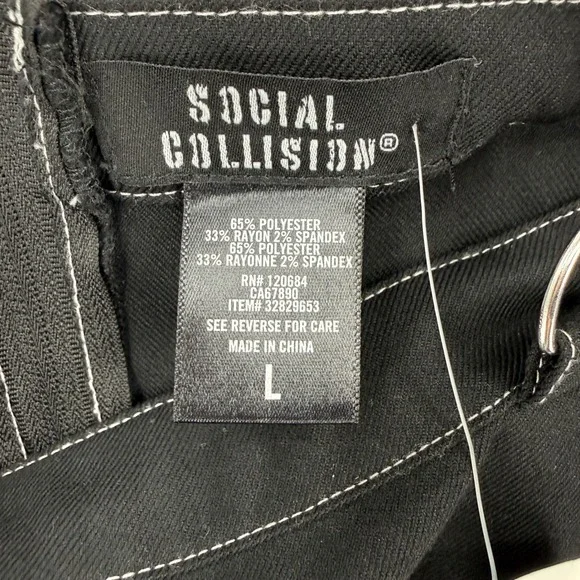 SOCIAL
COLLISION®
65% POLYESTER
33% RAYON 2% SPANDEX
65% POLYESTER
33% RAYONNE 2% SPANDEX
RN# 120684
CA67890
ITEM# 32829653
SEE REVERSE FOR CARE
MADE IN CHINA
L